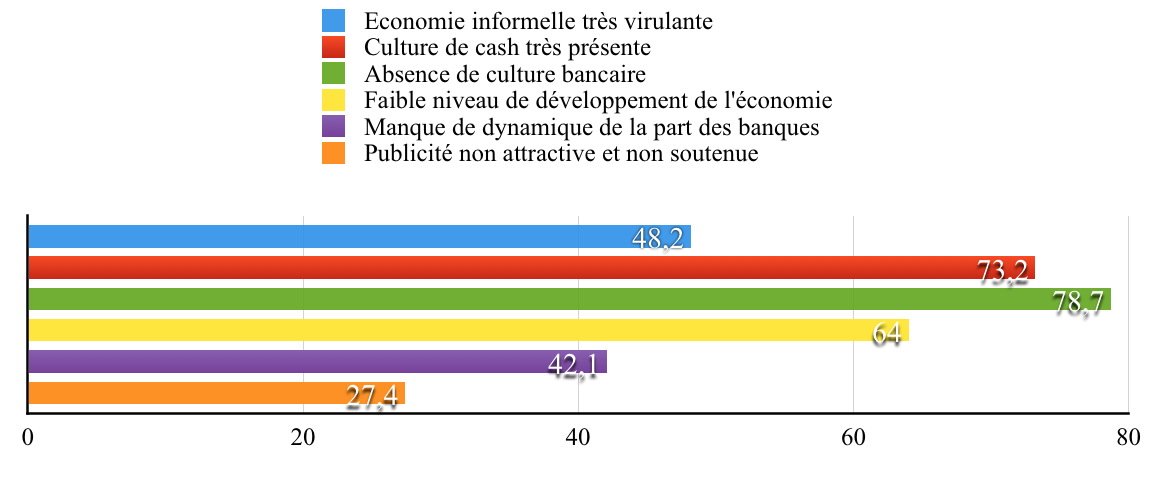 Economie informelle très virulante
Culture de cash très présente
Absence de culture bancaire
Faible niveau de développement de l'économie
Manque de dynamique de la part des banques
Publicité non attractive et non soutenue
48,2
73,2
78,7
64
42,1
27,4
0 20 40 60 80